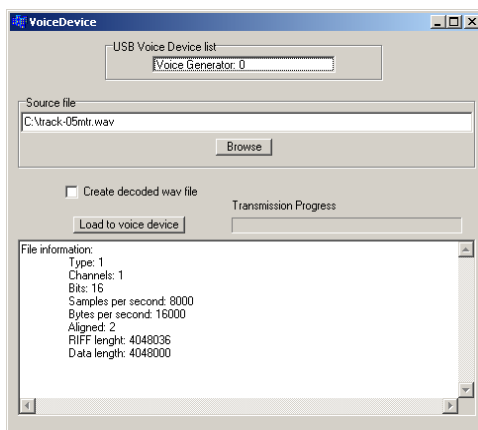 VoiceDevice
USB Voice Device list
Voice Generator: 0
Source file
C:\track-05mtr.wav
Browse
Create decoded wav file
Transmission Progress
Load to voice device
File information:
Type: 1
Channels: 1
Bits: 16
Samples per second: 8000
Bytes per second: 16000
Aligned: 2
RIFF lenght: 4048036
Data length: 4048000